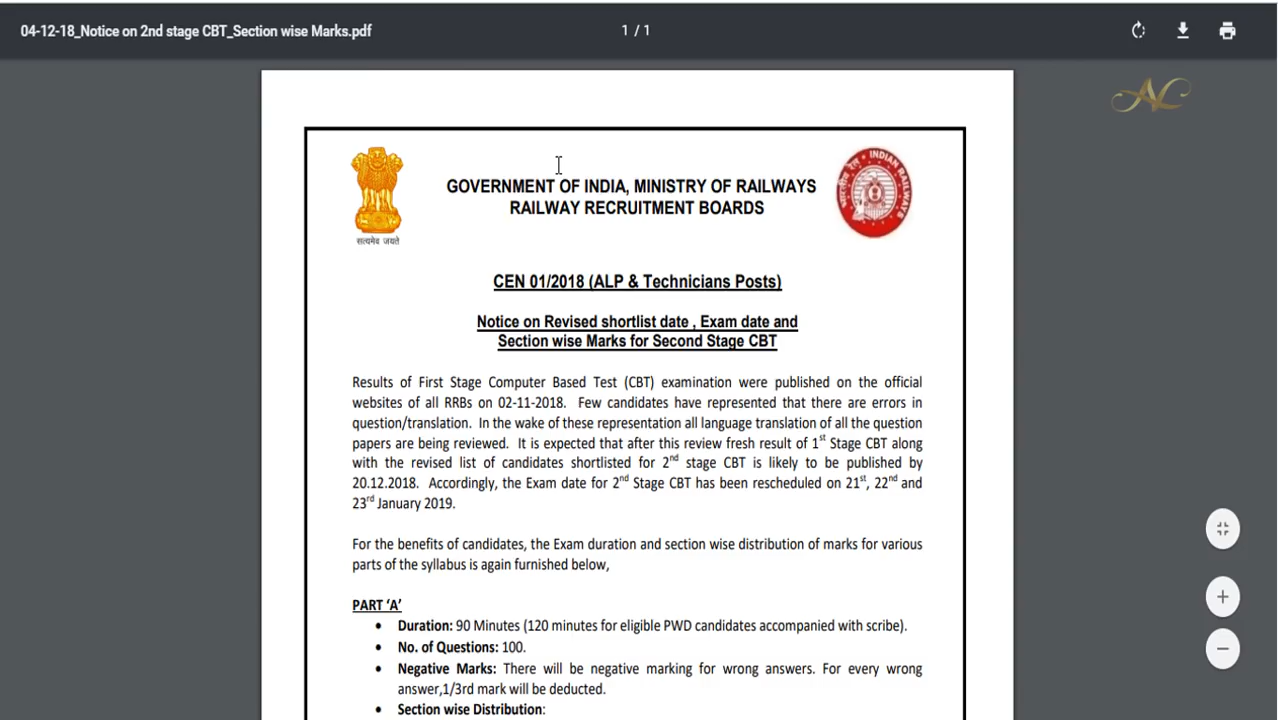 04-12-18_Notice on 2nd stage CBT_Section wise Marks.pdf
1 / 1
AC
GOVERNMENT OF INDIA, MINISTRY OF RAILWAYS
RAILWAY RECRUITMENT BOARDS
INDIAN RAILWAYS
भारतीय रेल
सत्यमेव जयते
CEN 01/2018 (ALP & Technicians Posts)
Notice on Revised shortlist date , Exam date and
Section wise Marks for Second Stage CBT
Results of First Stage Computer Based Test (CBT) examination were published on the official
websites of all RRBs on 02-11-2018. Few candidates have represented that there are errors in
question/translation. In the wake of these representation all language translation of all the question
papers are being reviewed. It is expected that after this review fresh result of 1st Stage CBT along
with the revised list of candidates shortlisted for 2nd stage CBT is likely to be published by
20.12.2018. Accordingly, the Exam date for 2nd Stage CBT has been rescheduled on 21st, 22nd and
23rd January 2019.
For the benefits of candidates, the Exam duration and section wise distribution of marks for various
parts of the syllabus is again furnished below,
PART ‘A’
• Duration: 90 Minutes (120 minutes for eligible PWD candidates accompanied with scribe).
• No. of Questions: 100.
• Negative Marks: There will be negative marking for wrong answers. For every wrong
answer,1/3rd mark will be deducted.
• Section wise Distribution: